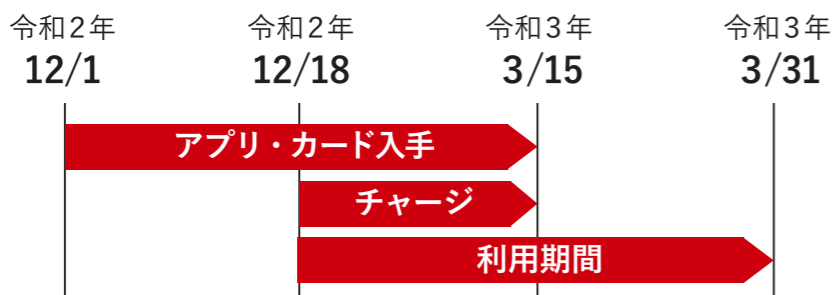 令和2年 令和2年 令和3年 令和3年
12/1 12/18 3/15 3/31
アプリ・カード入手
チャージ
利用期間